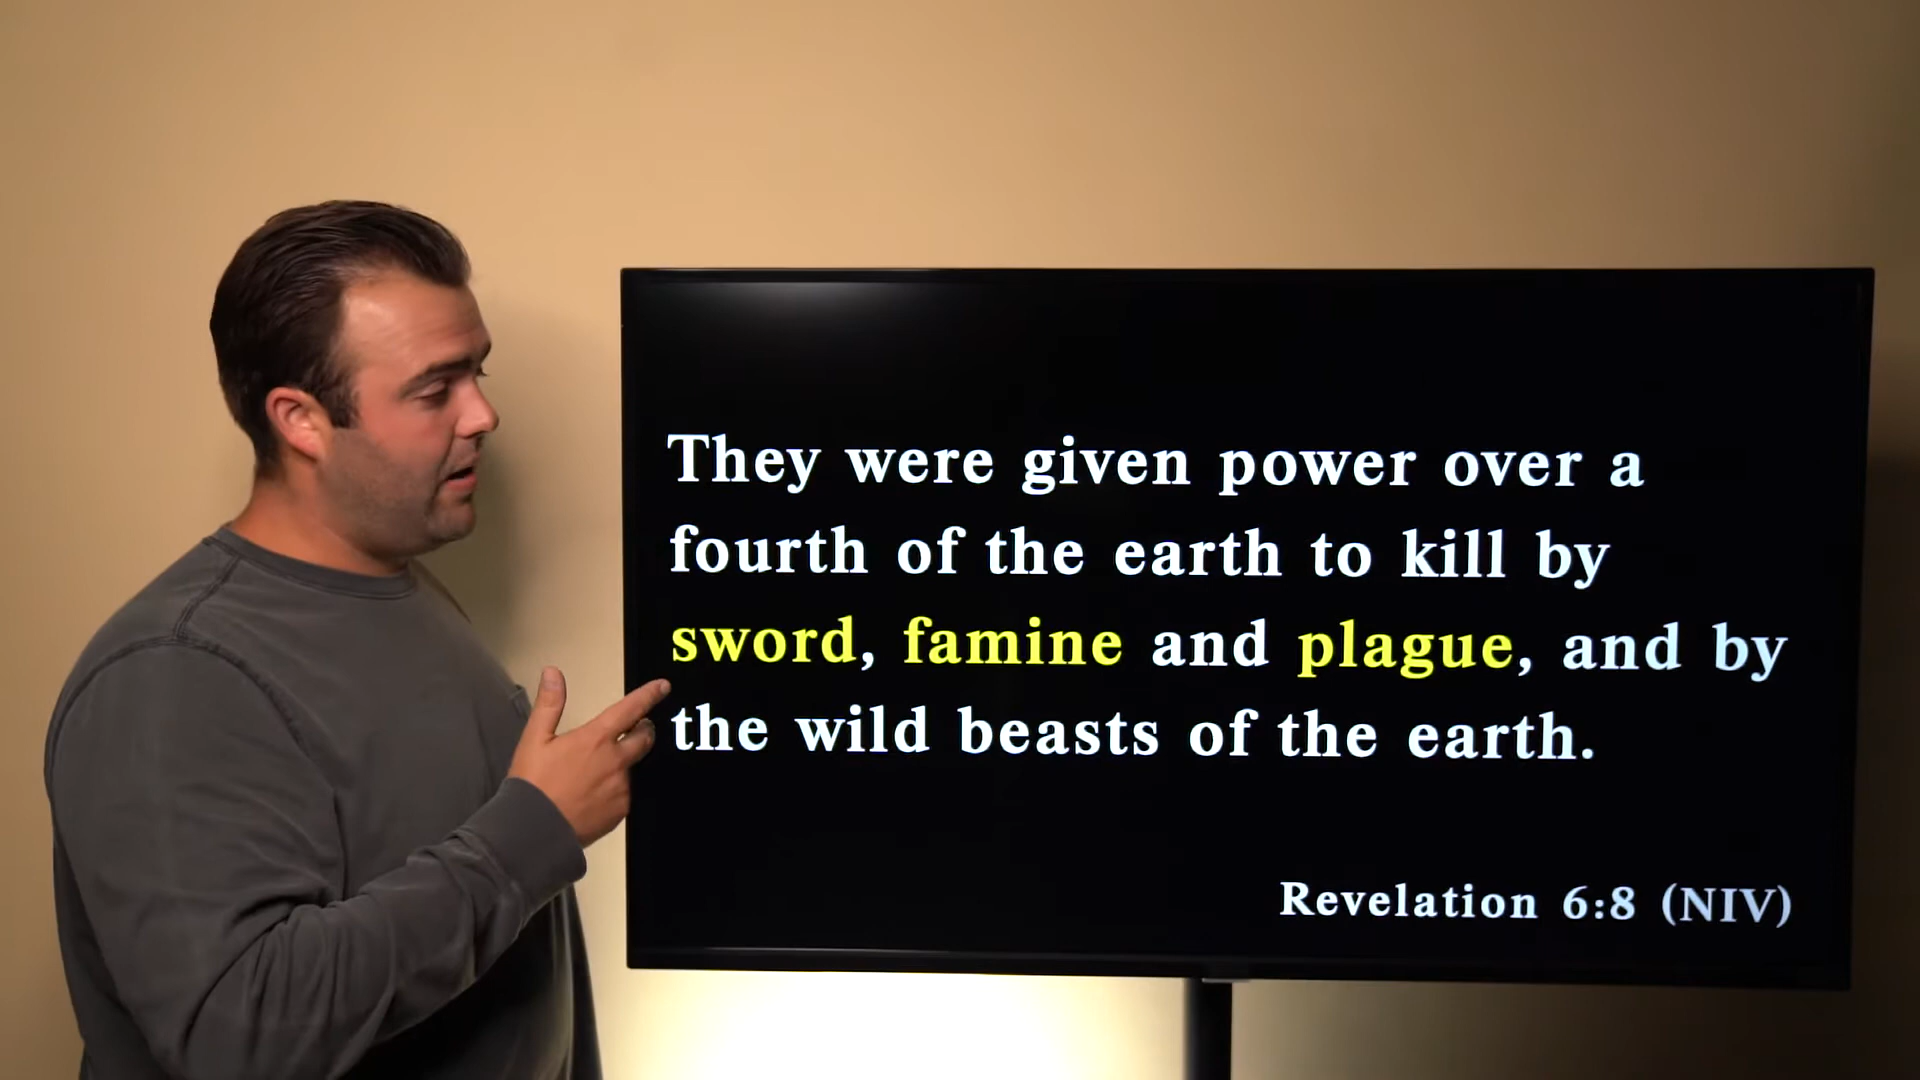 They were given power over a
fourth of the earth to kill by
sword, famine and plague, and by
the wild beasts of the earth.
Revelation 6:8 (NIV)